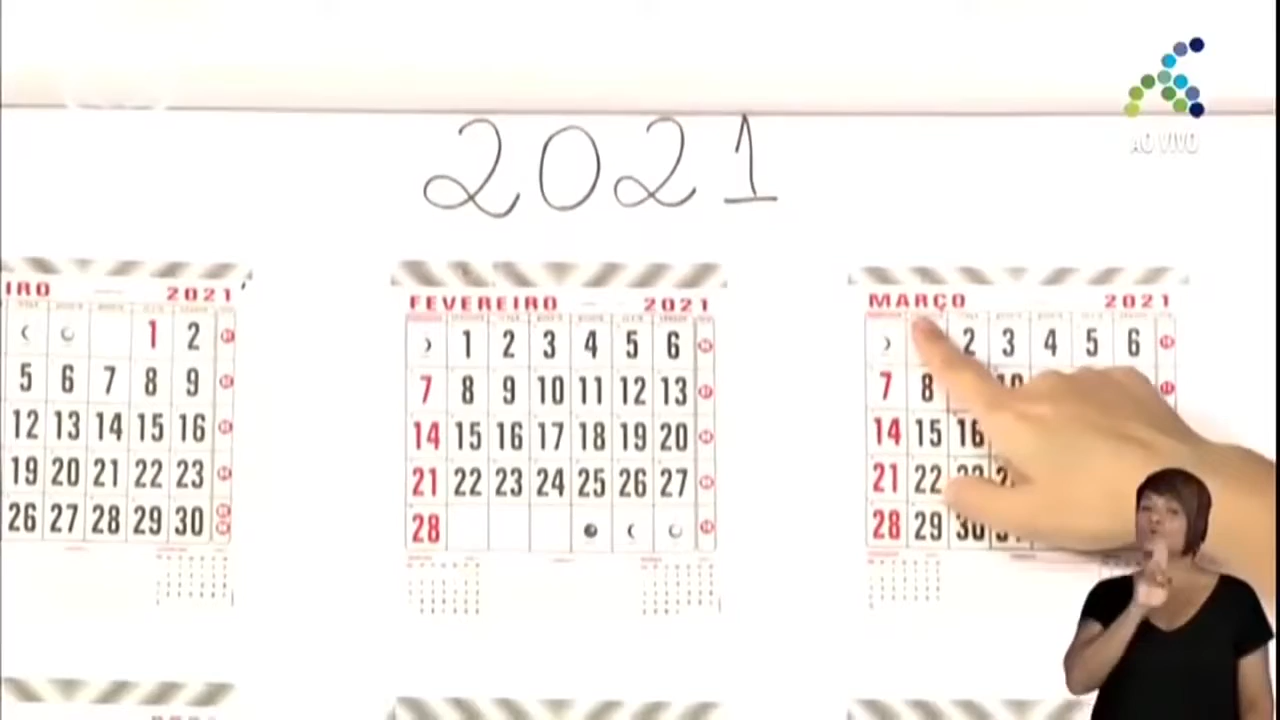 AO VIVO
2021
IRO 2021
1 2
5 6 7 8 9
12 13 14 15 16
19 20 21 22 23
26 27 28 29 30
FEVEREIRO 2021
1 2 3 4 5 6
7 8 9 10 11 12 13
14 15 16 17 18 19 20
21 22 23 24 25 26 27
28
MARÇO 2021
2 3 4 5 6
7 8 10
14 15 16
21 22
28 29 30